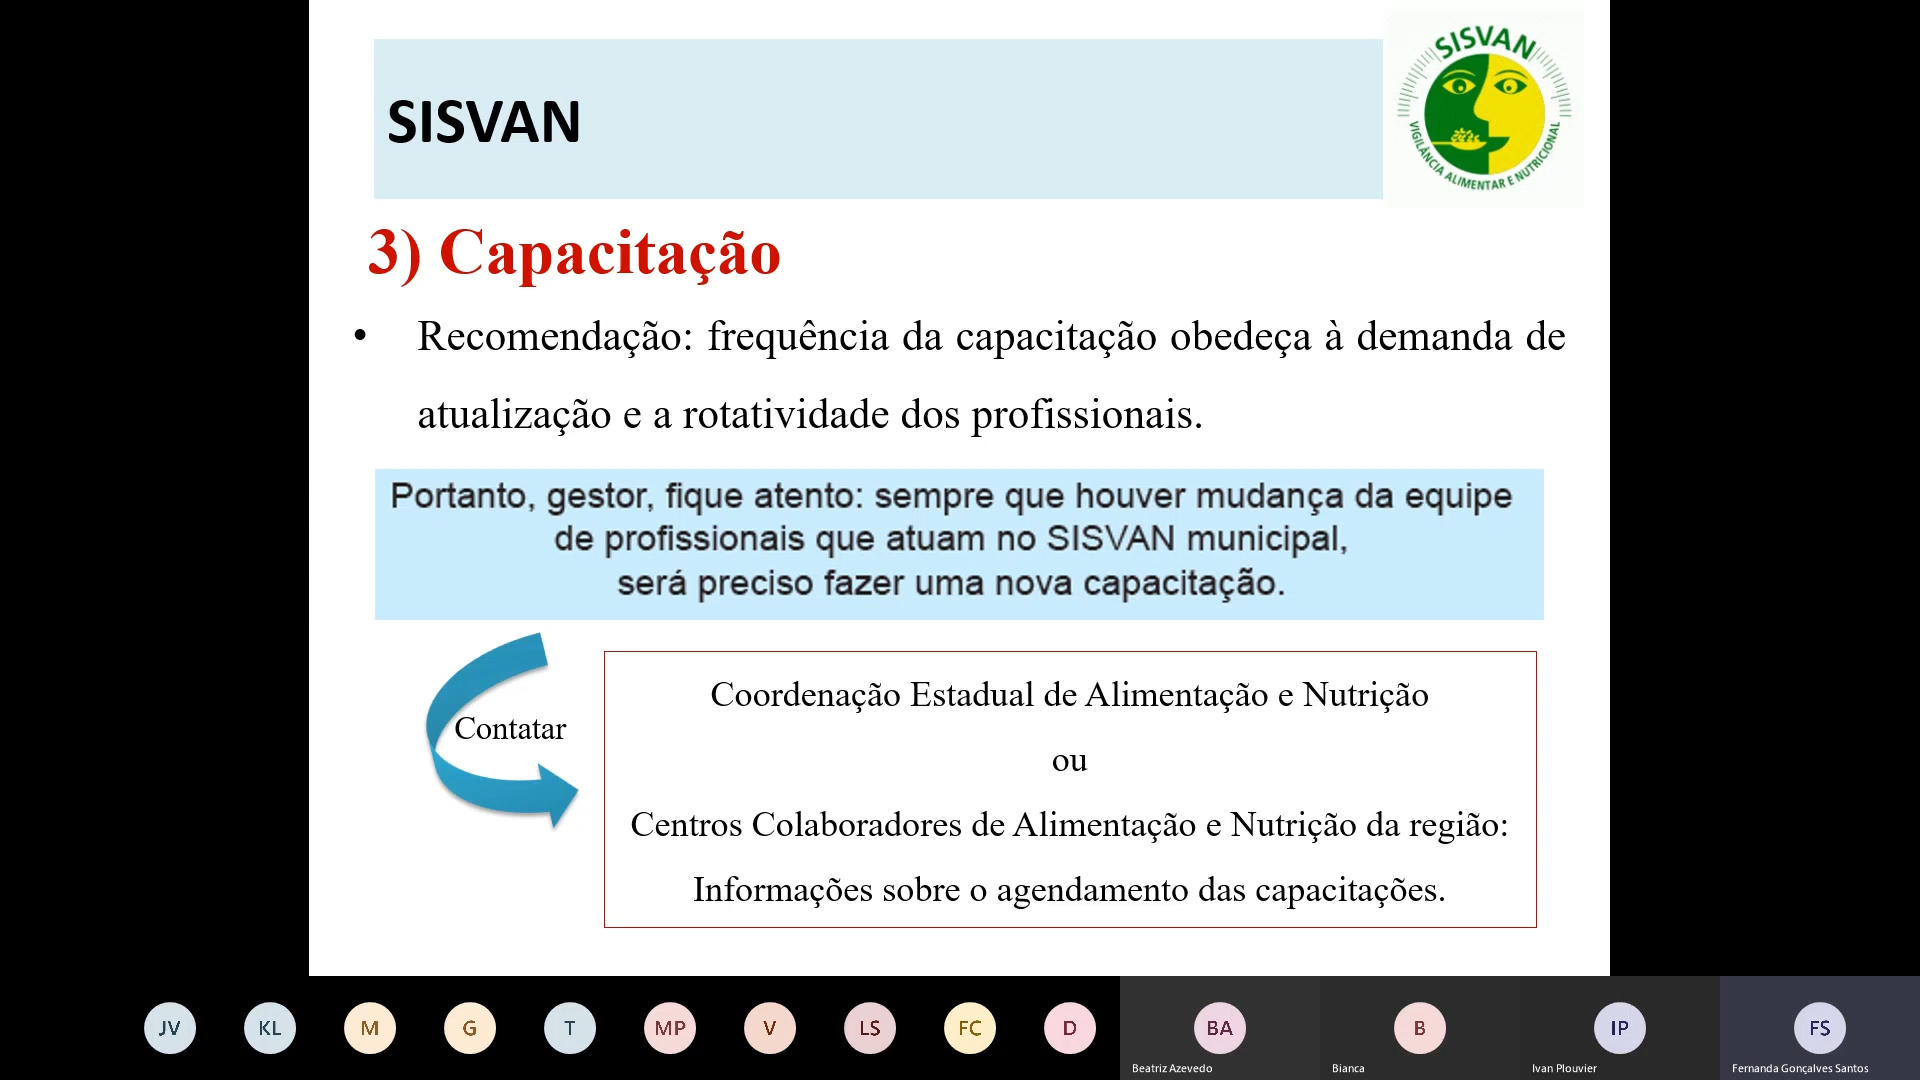 SISVAN
SISVAN
VIGILÂNCIA ALIMENTAR E NUTRICIONAL
3) Capacitação
• Recomendação: frequência da capacitação obedeça à demanda de
atualização e a rotatividade dos profissionais.
Portanto, gestor, fique atento: sempre que houver mudança da equipe
de profissionais que atuam no SISVAN municipal,
será preciso fazer uma nova capacitação.
Contatar
Coordenação Estadual de Alimentação e Nutrição
ou
Centros Colaboradores de Alimentação e Nutrição da região:
Informações sobre o agendamento das capacitações.
JV
KL
M
G
T
MP
V
LS
FC
D
BA
B
IP
FS
Beatriz Azevedo
Bianca
Ivan Plouvier
Fernanda Gonçalves Santos